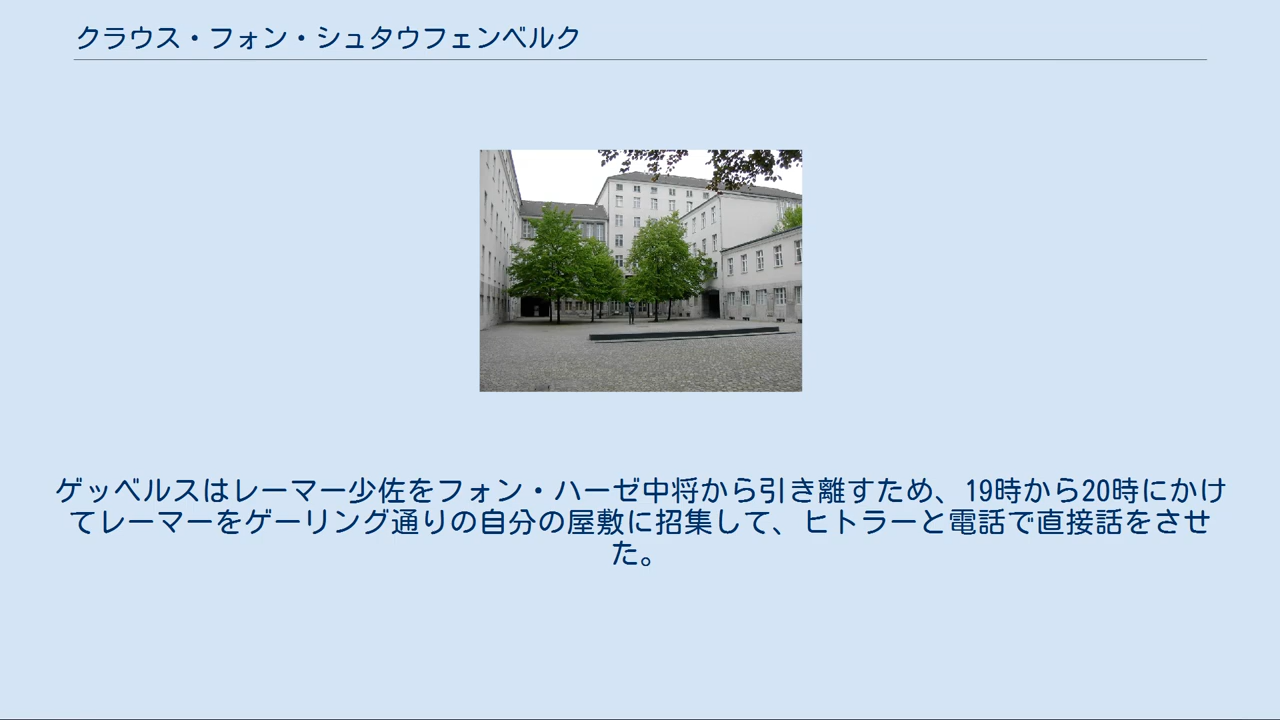 クラウス・フォン・シュタウフェンベルク
ゲッベルスはレーマー少佐をフォン・ハーゼ中将から引き離すため、19時から20時にかけ
てレーマーをゲーリング通りの自分の屋敷に招集して、ヒトラーと電話で直接話をさせ
た。